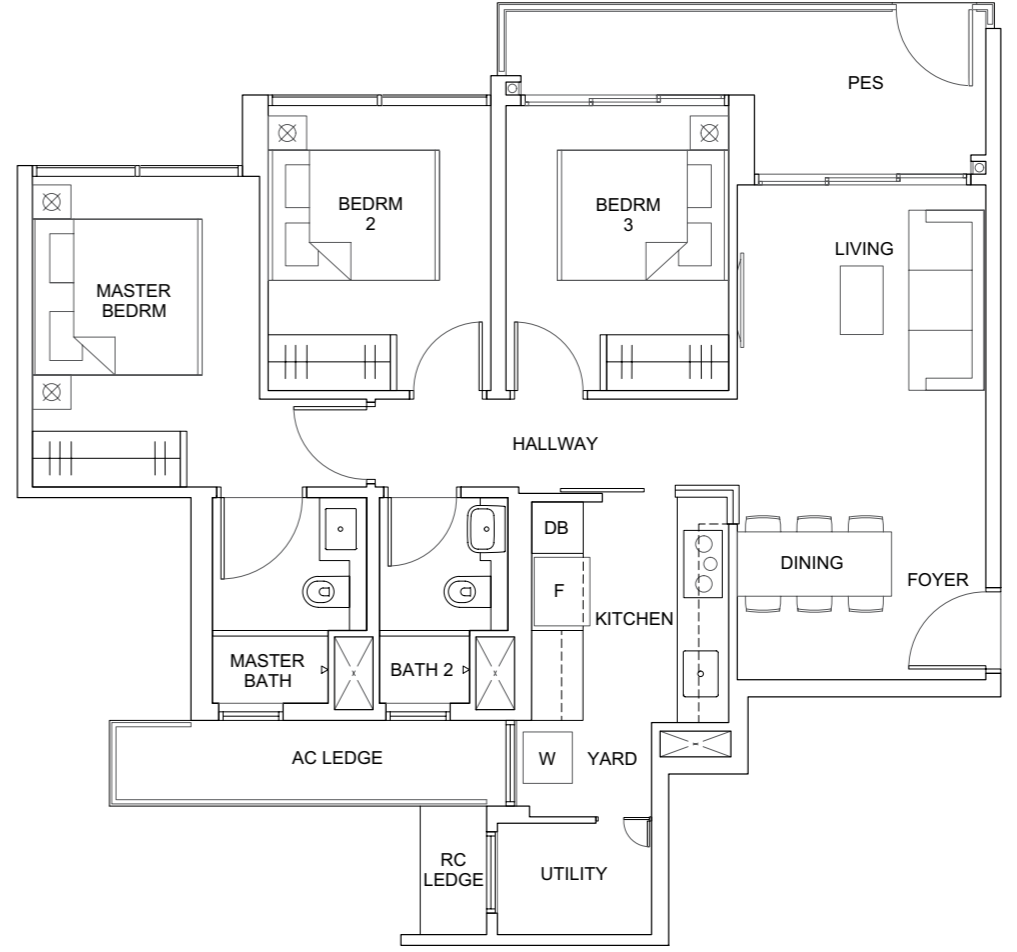 PES
BEDRM
2
BEDRM
3
LIVING
MASTER
BEDRM
HALLWAY
DB
DINING
F
FOYER
KITCHEN
MASTER
BATH
BATH 2
AC LEDGE
W
YARD
RC
LEDGE
UTILITY